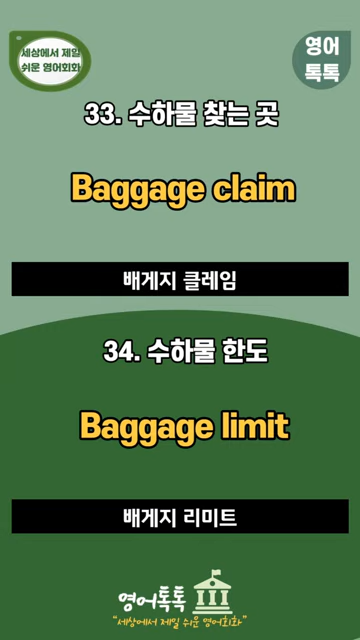 세상에서 제일
쉬운 영어회화
영어
톡톡
33. 수하물 찾는 곳
Baggage claim
배게지 클레임
34. 수하물 한도
Baggage limit
배게지 리미트
영어톡톡
"세상에서 제일 쉬운 영어회화"